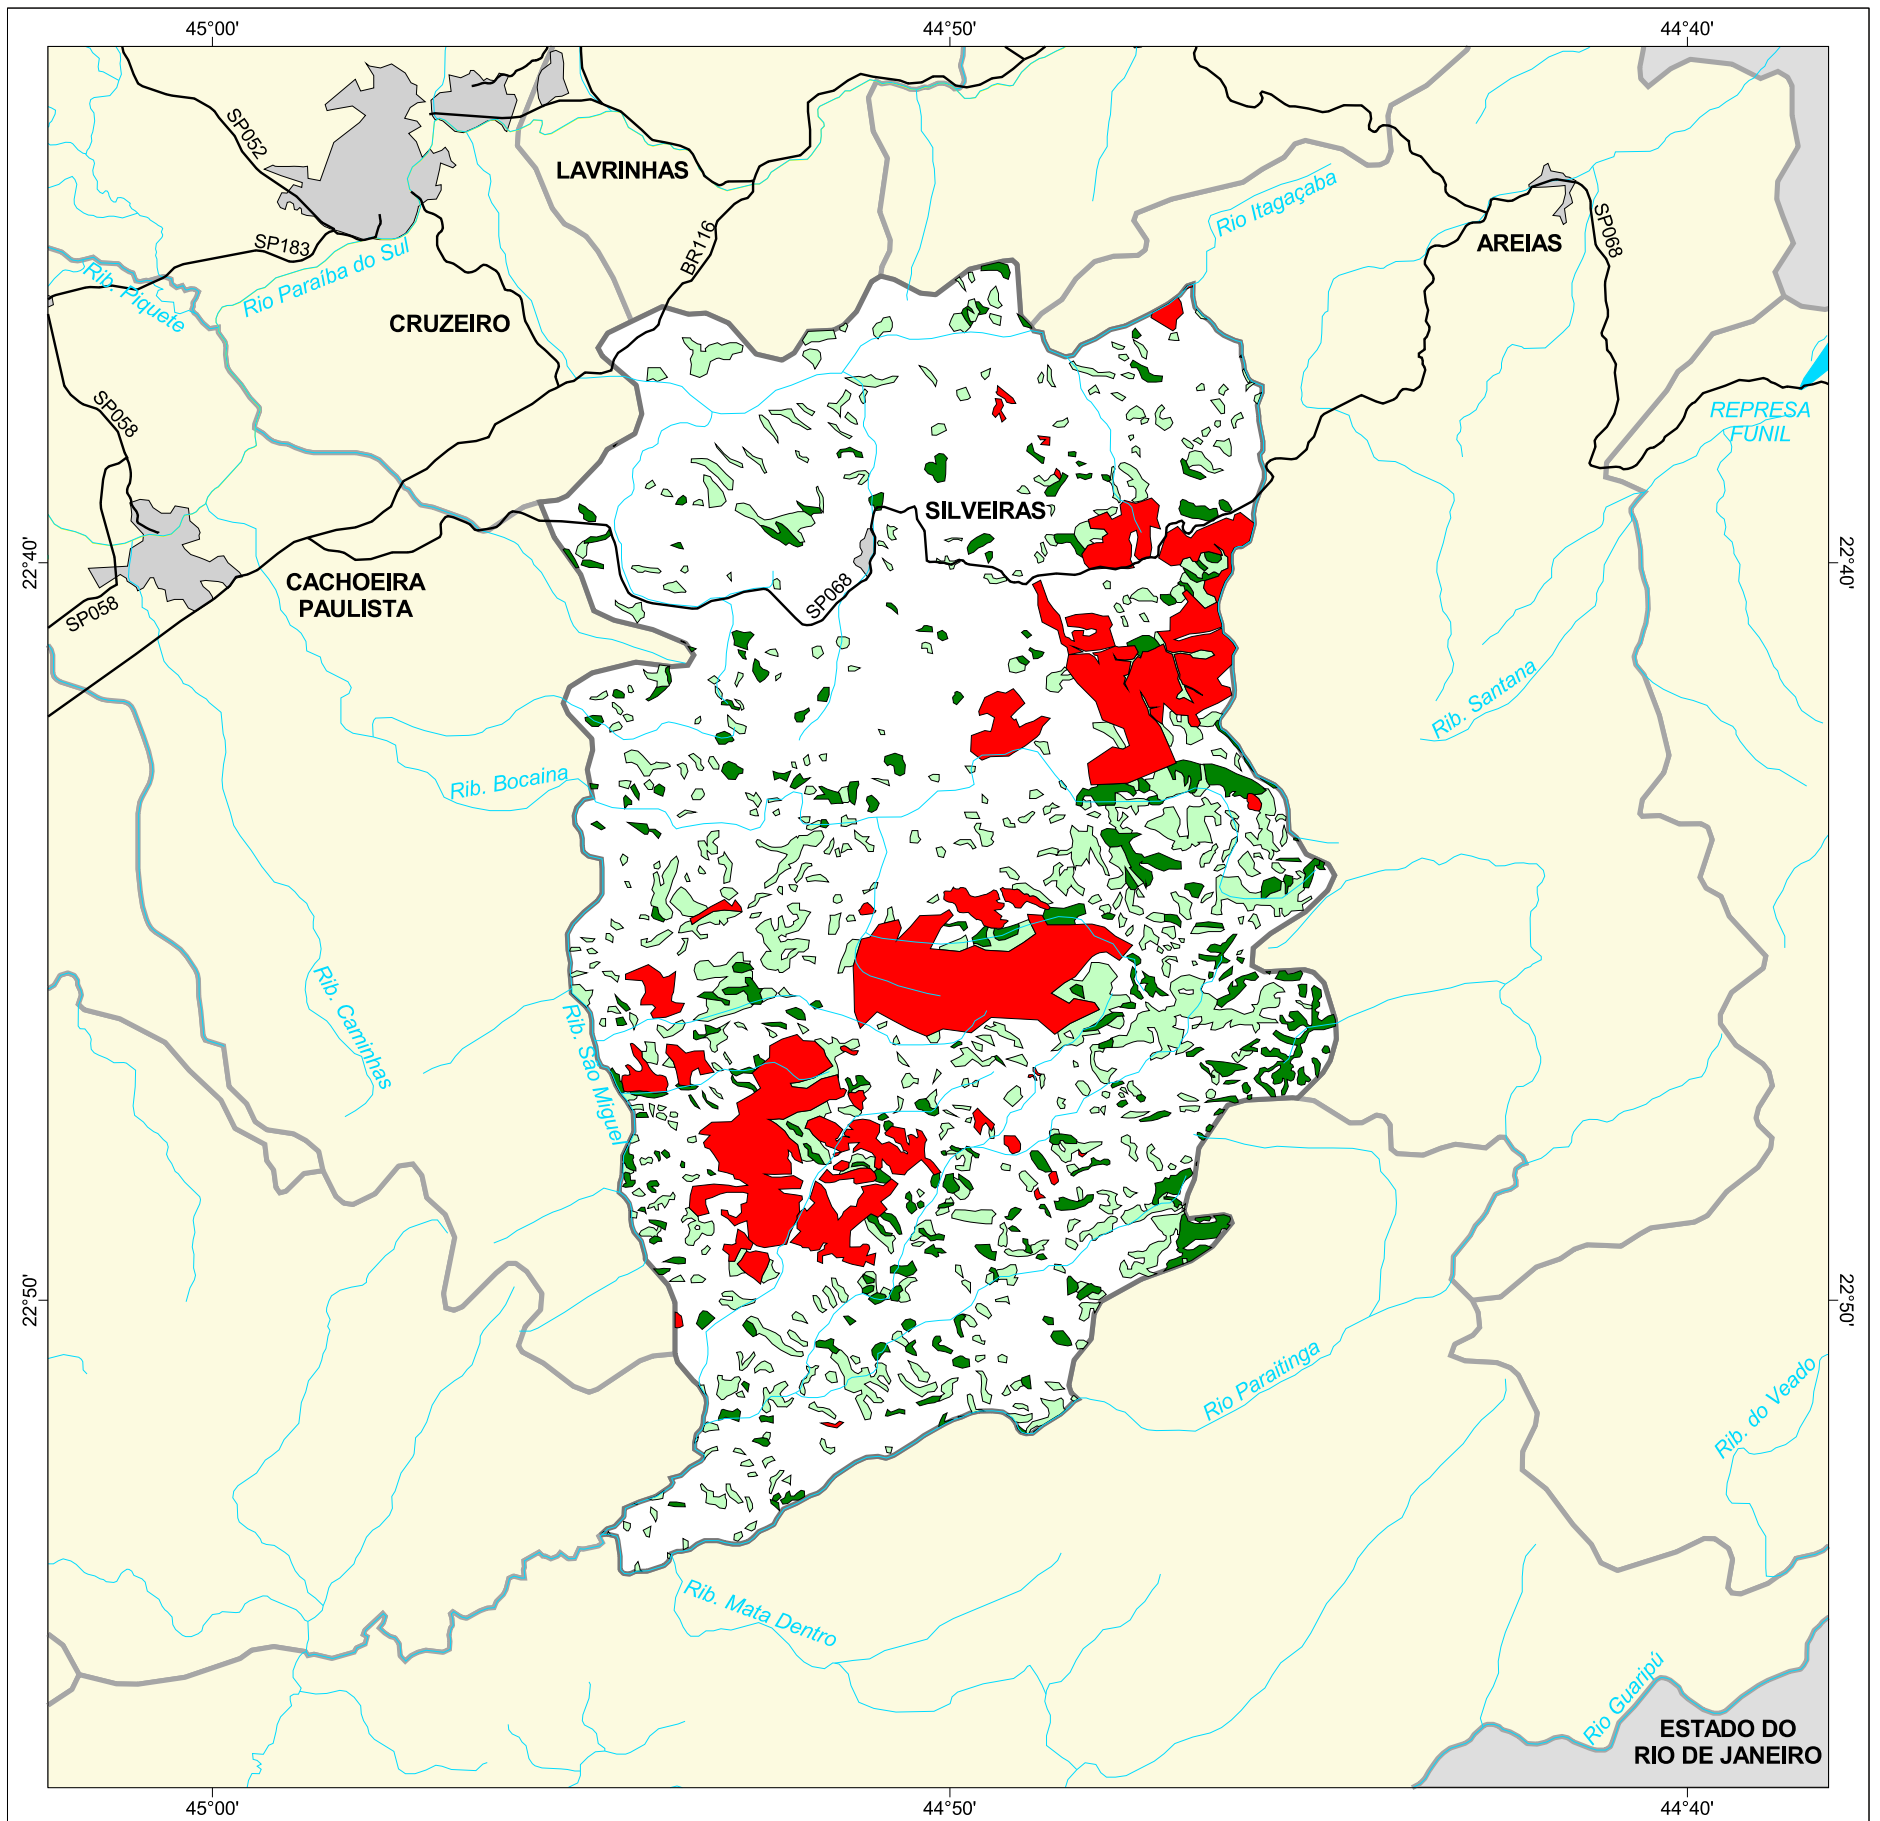 45°00'
44°50'
44°40'
SP052
LAVRINHAS
Rio Itagaçaba
SP068
AREIAS
SP183
BR116
Rib. Piquete
Rio Paraíba do Sul
CRUZEIRO
SP058
REPRESA
FUNIL
SILVEIRAS
22°40'
22°40'
CACHOEIRA
PAULISTA
SP058
SP068
Rib. Santana
Rib. Bocaina
Rib. Caminhas
Rib. São Miguel
22°50'
22°50'
Rio Paraitinga
Rib. do Veado
Rib. Mata Dentro
Rio Guaripú
ESTADO DO
RIO DE JANEIRO
45°00'
44°50'
44°40'